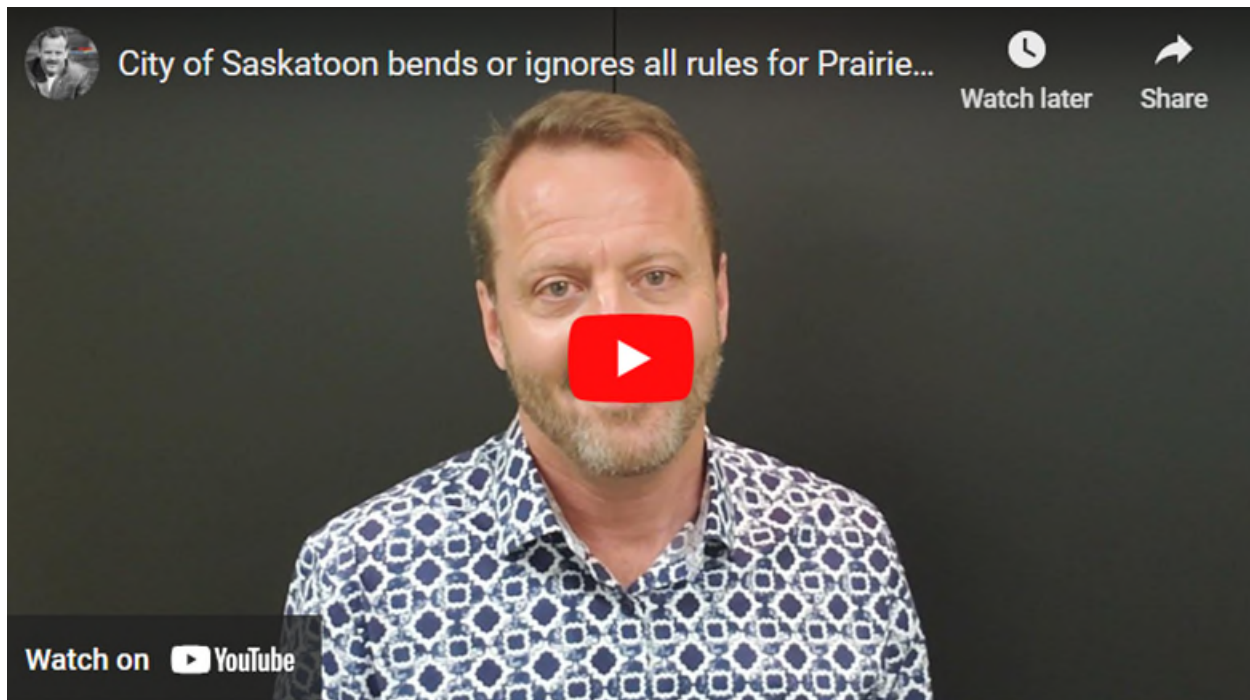 City of Saskatoon bends or ignores all rules for Prairie...
Watch later
Share
Watch on YouTube